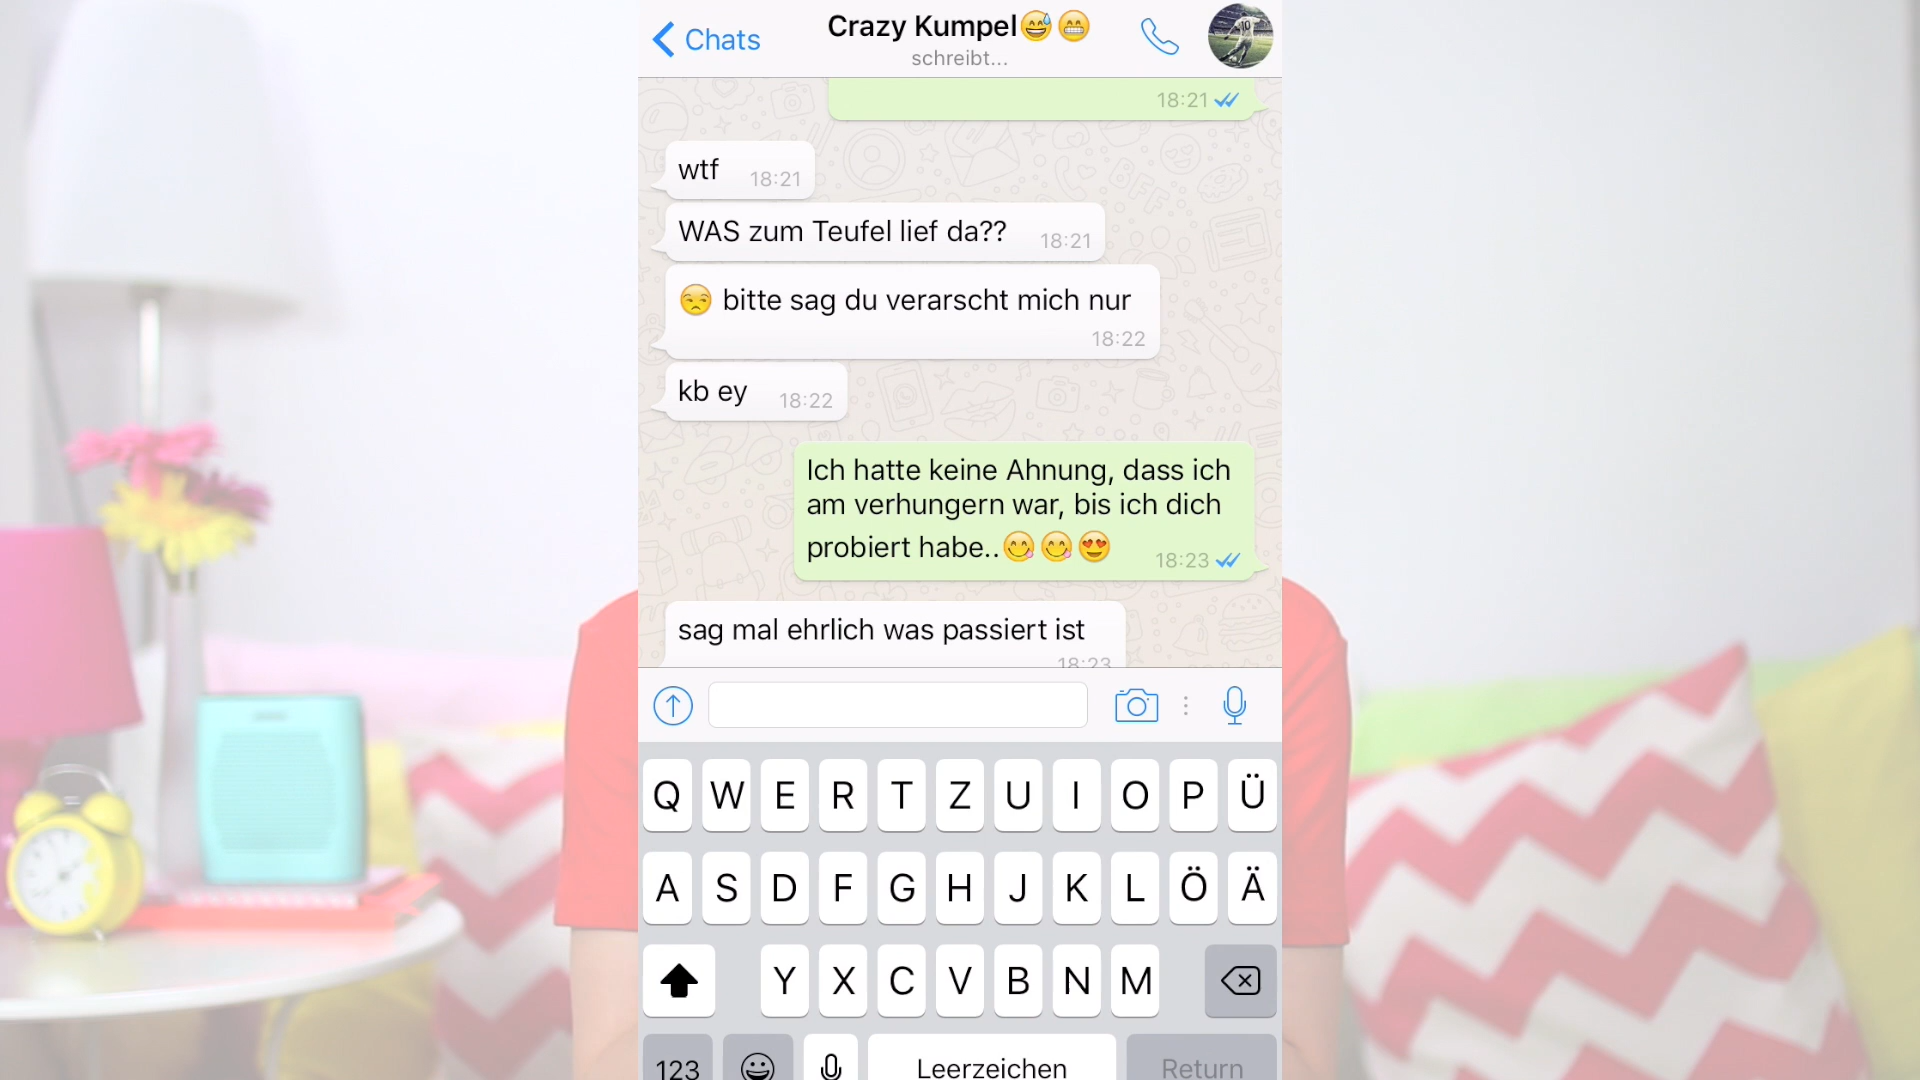 Chats
Crazy Kumpel😅😁
schreibt...
18:21
wtf 18:21
WAS zum Teufel lief da?? 18:21
😒 bitte sag du verarscht mich nur
18:22
kb ey 18:22
Ich hatte keine Ahnung, dass ich
am verhungern war, bis ich dich
probiert habe..😋😋😍 18:23
sag mal ehrlich was passiert ist
18:23
Q W E R T Z U I O P Ü
A S D F G H J K L Ö Ä
Y X C V B N M
123 Leerzeichen Return